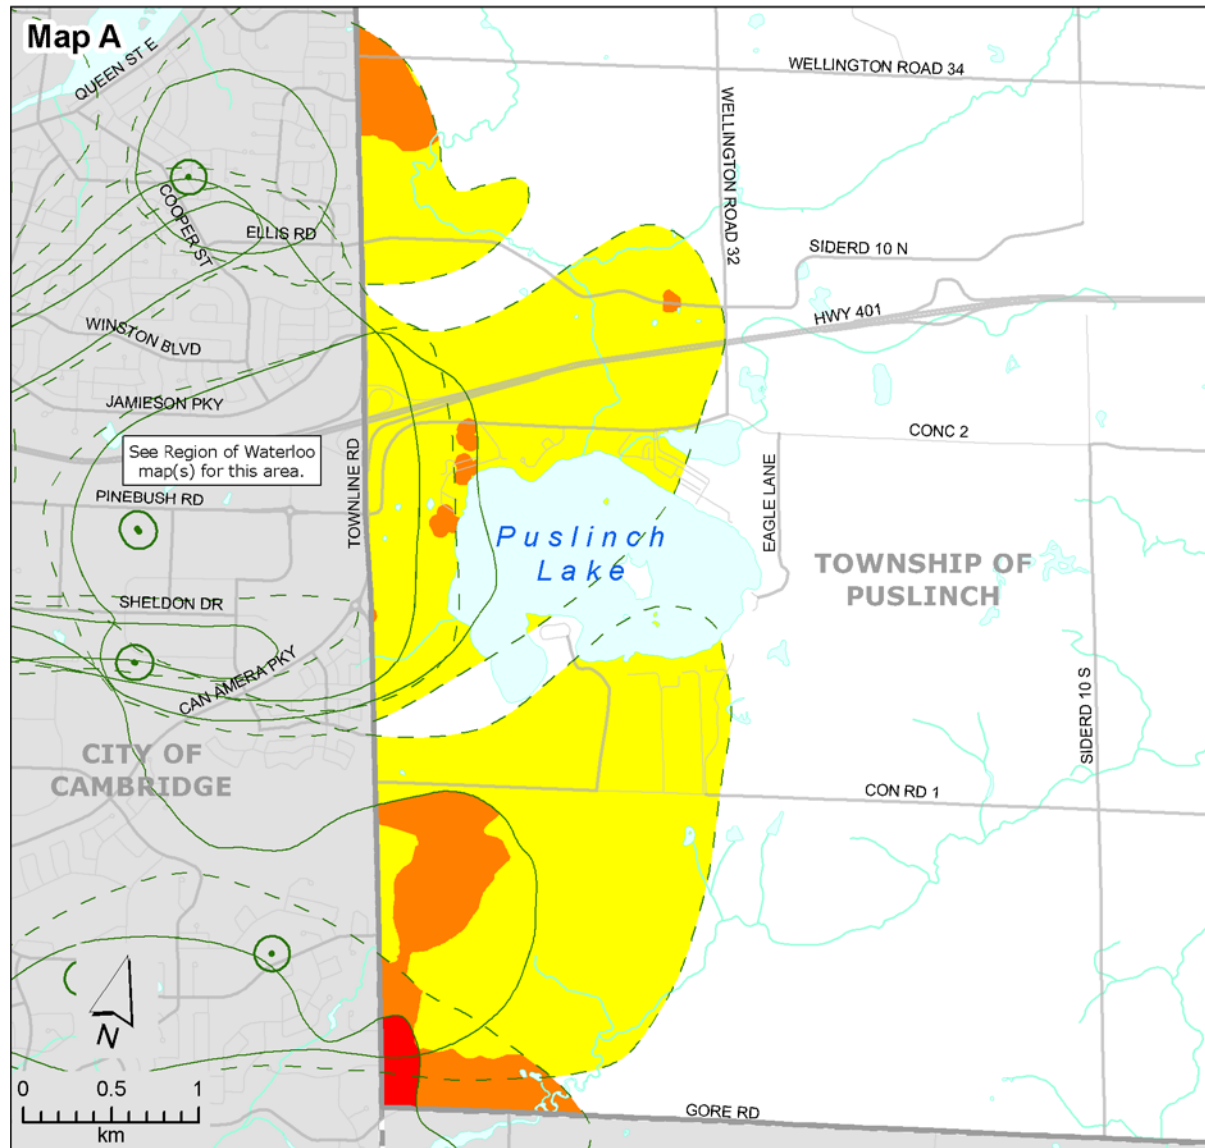 Map A
QUEEN ST E
WELLINGTON ROAD 34
WELLINGTON ROAD 32
COOPER ST
ELLIS RD
SIDERD 10 N
HWY 401
WINSTON BLVD
JAMIESON PKY
CONC 2
See Region of Waterloo
map(s) for this area.
TOWNLINE RD
EAGLE LANE
PINEBUSH RD
Puslinch
Lake
TOWNSHIP OF
PUSLINCH
SHELDON DR
CAN AMERA PKY
SIDERD 10 S
CITY OF
CAMBRIDGE
CON RD 1
N
0 0.5 1
km
GORE RD